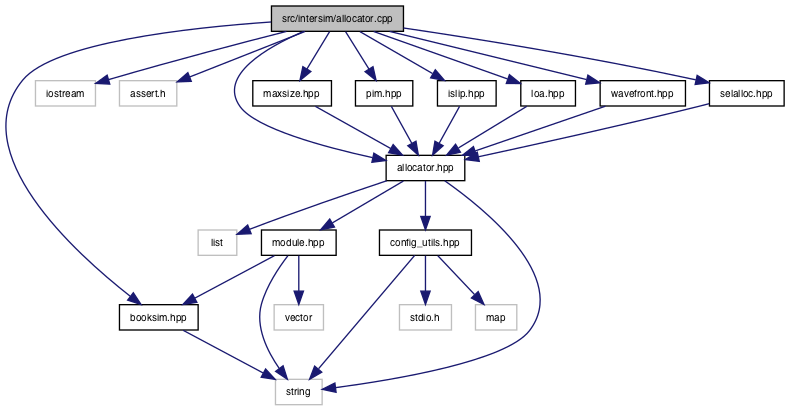 src/intersim/allocator.cpp
iostream
assert.h
maxsize.hpp
pim.hpp
islip.hpp
loa.hpp
wavefront.hpp
selalloc.hpp
allocator.hpp
list
module.hpp
config_utils.hpp
booksim.hpp
vector
stdio.h
map
string